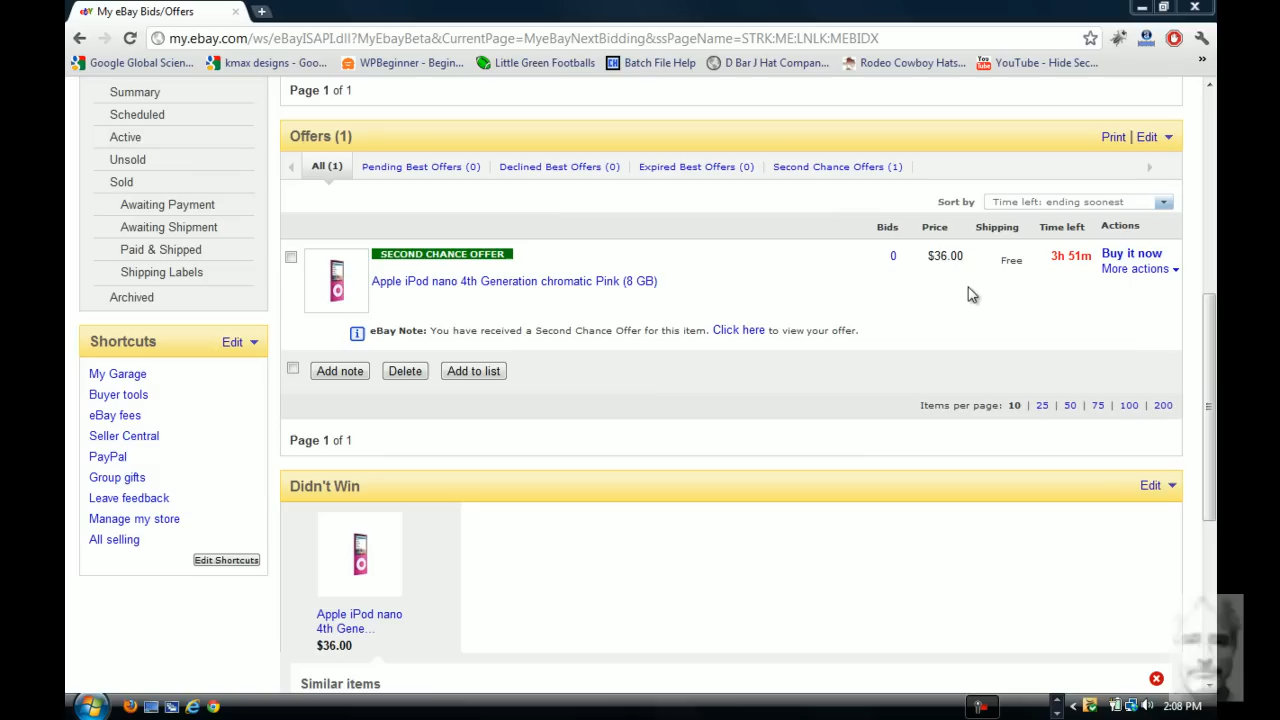 My eBay Bids/Offers
my.ebay.com/ws/eBayISAPI.dll?MyEbayBeta&CurrentPage=MyeBayNextBidding&ssPageName=STRK:ME:LNLK:MEBIDX
Google Global Scien...
kmax designs - Goo...
WPBeginner - Begin...
Little Green Footballs
Batch File Help
D Bar J Hat Compan...
Rodeo Cowboy Hats...
YouTube - Hide Sec...
Summary
Scheduled
Active
Unsold
Sold
Awaiting Payment
Awaiting Shipment
Paid & Shipped
Shipping Labels
Archived
Shortcuts
Edit
My Garage
Buyer tools
eBay fees
Seller Central
PayPal
Group gifts
Leave feedback
Manage my store
All selling
Edit Shortcuts
Page 1 of 1
Offers (1)
Print | Edit
All (1)
Pending Best Offers (0)
Declined Best Offers (0)
Expired Best Offers (0)
Second Chance Offers (1)
Sort by
Time left: ending soonest
Bids
Price
Shipping
Time left
Actions
SECOND CHANCE OFFER
Apple iPod nano 4th Generation chromatic Pink (8 GB)
0
$36.00
Free
3h 51m
Buy it now
More actions
eBay Note: You have received a Second Chance Offer for this item. Click here to view your offer.
Add note
Delete
Add to list
Items per page: 10 | 25 | 50 | 75 | 100 | 200
Page 1 of 1
Didn't Win
Edit
Apple iPod nano
4th Gene...
$36.00
Similar items
2:08 PM